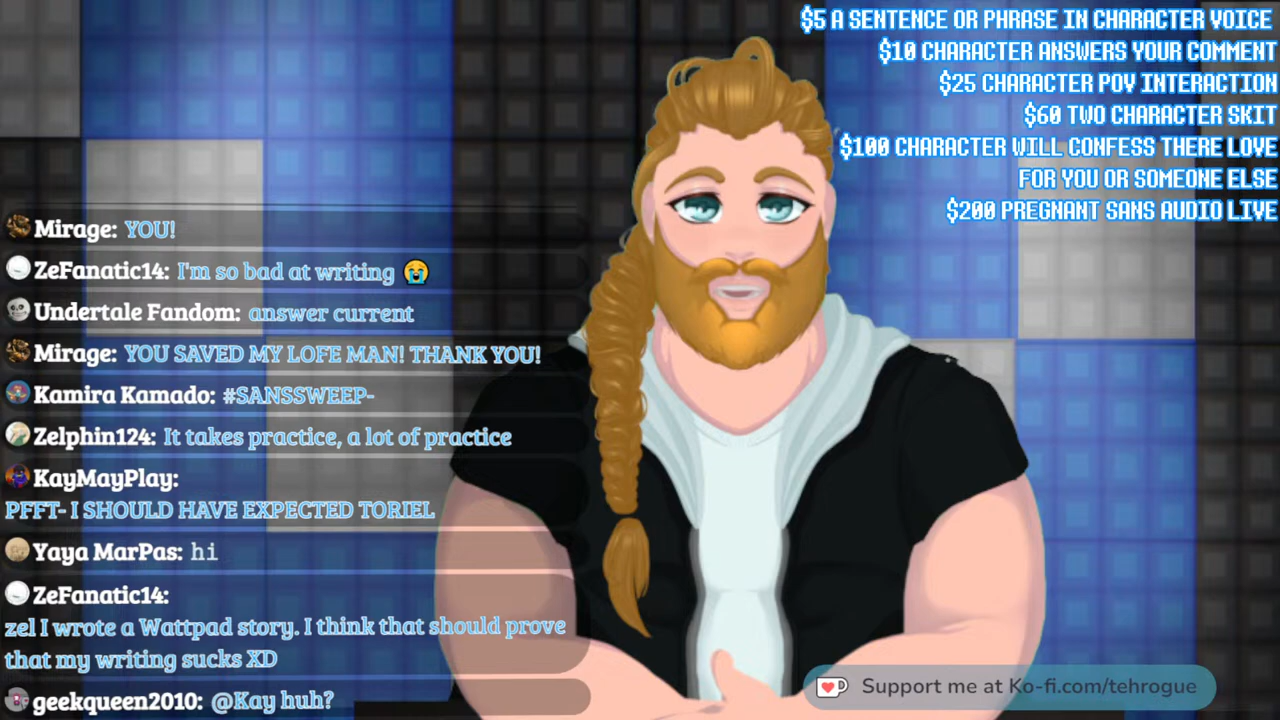 $5 A SENTENCE OR PHRASE IN CHARACTER VOICE
$10 CHARACTER ANSWERS YOUR COMMENT
$25 CHARACTER POV INTERACTION
$60 TWO CHARACTER SKIT
$100 CHARACTER WILL CONFESS THERE LOVE
FOR YOU OR SOMEONE ELSE
$200 PREGNANT SANS AUDIO LIVE
Mirage: YOU!
ZeFanatic14: I'm so bad at writing 😭
Undertale Fandom: answer current
Mirage: YOU SAVED MY LOFE MAN! THANK YOU!
Kamira Kamado: #SANSSWEEP-
Zelphin124: It takes practice, a lot of practice
KayMayPlay:
PFFT- I SHOULD HAVE EXPECTED TORIEL
Yaya MarPas: hi
ZeFanatic14:
zel I wrote a Wattpad story. I think that should prove
that my writing sucks XD
geekqueen2010: @Kay huh?
Support me at Ko-fi.com/tehrogue